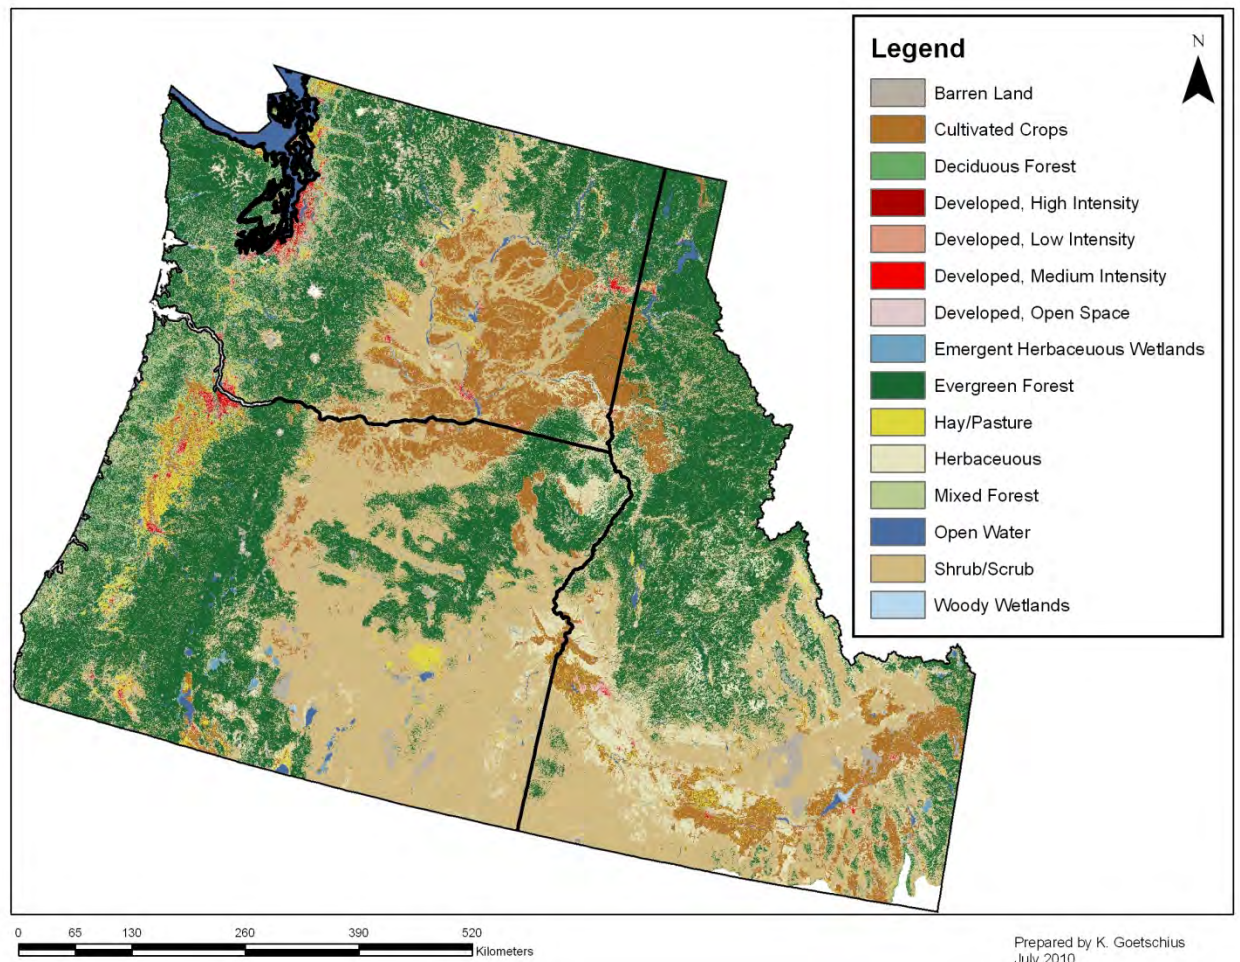 Legend
N
Barren Land
Cultivated Crops
Deciduous Forest
Developed, High Intensity
Developed, Low Intensity
Developed, Medium Intensity
Developed, Open Space
Emergent Herbaceuous Wetlands
Evergreen Forest
Hay/Pasture
Herbaceuous
Mixed Forest
Open Water
Shrub/Scrub
Woody Wetlands
0 65 130 260 390 520
Kilometers
Prepared by K. Goetschius
July 2010